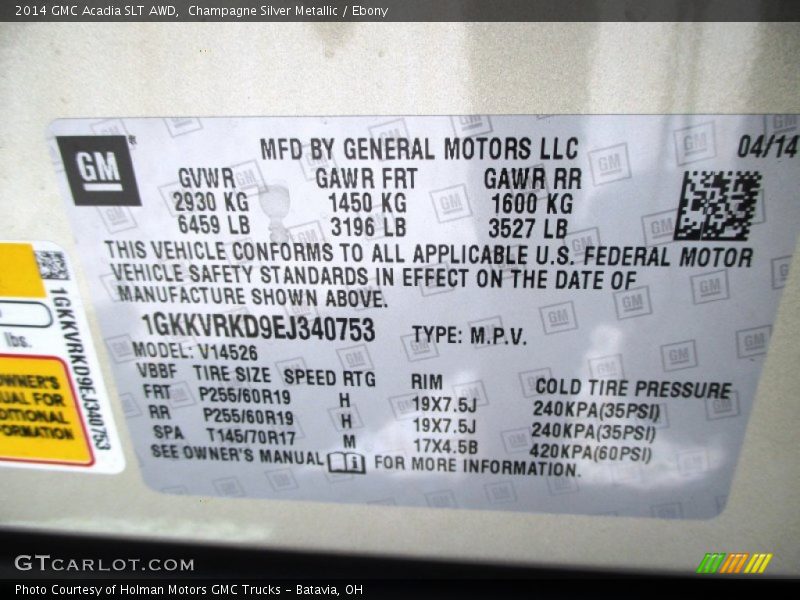 2014 GMC Acadia SLT AWD,  Champagne Silver Metallic / Ebony
MFD BY GENERAL MOTORS LLC
04/14
GM
GVWR GAWR FRT GAWR RR
2930 KG 1450 KG 1600 KG
6459 LB 3196 LB 3527 LB
THIS VEHICLE CONFORMS TO ALL APPLICABLE U.S. FEDERAL MOTOR
VEHICLE SAFETY STANDARDS IN EFFECT ON THE DATE OF
MANUFACTURE SHOWN ABOVE.
1GKKVRKD9EJ340753 TYPE: M.P.V.
MODEL: V14526
VBBF TIRE SIZE SPEED RTG RIM COLD TIRE PRESSURE
FRT P255/60R19 H 19X7.5J 240KPA(35PSI)
RR P255/60R19 H 19X7.5J 240KPA(35PSI)
SPA T145/70R17 M 17X4.5B 420KPA(60PSI)
SEE OWNER'S MANUAL FOR MORE INFORMATION.
1GKKVRKD9EJ340753
lbs.
OWNER'S
FOR
GTCARLOT.COM
Photo Courtesy of Holman Motors GMC Trucks - Batavia, OH